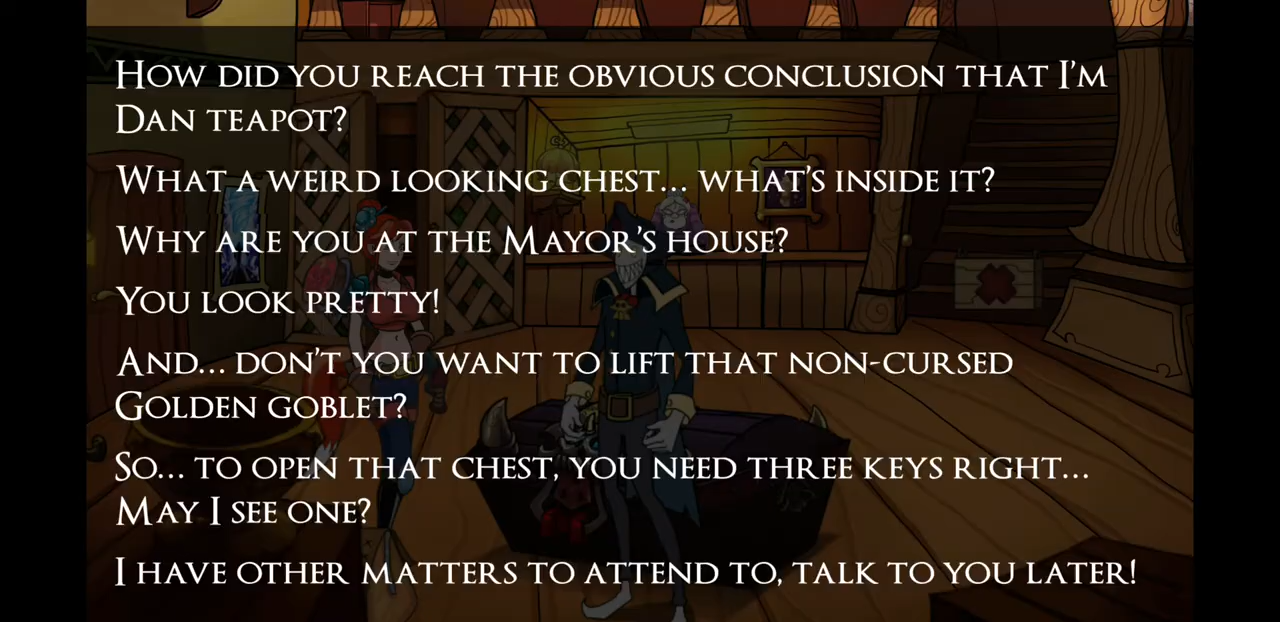 How did you reach the obvious conclusion that I'm
Dan teapot?
What a weird looking chest... what's inside it?
Why are you at the Mayor's house?
You look pretty!
And... don't you want to lift that non-cursed
Golden goblet?
So... to open that chest, you need three keys right...
May I see one?
I have other matters to attend to, talk to you later!